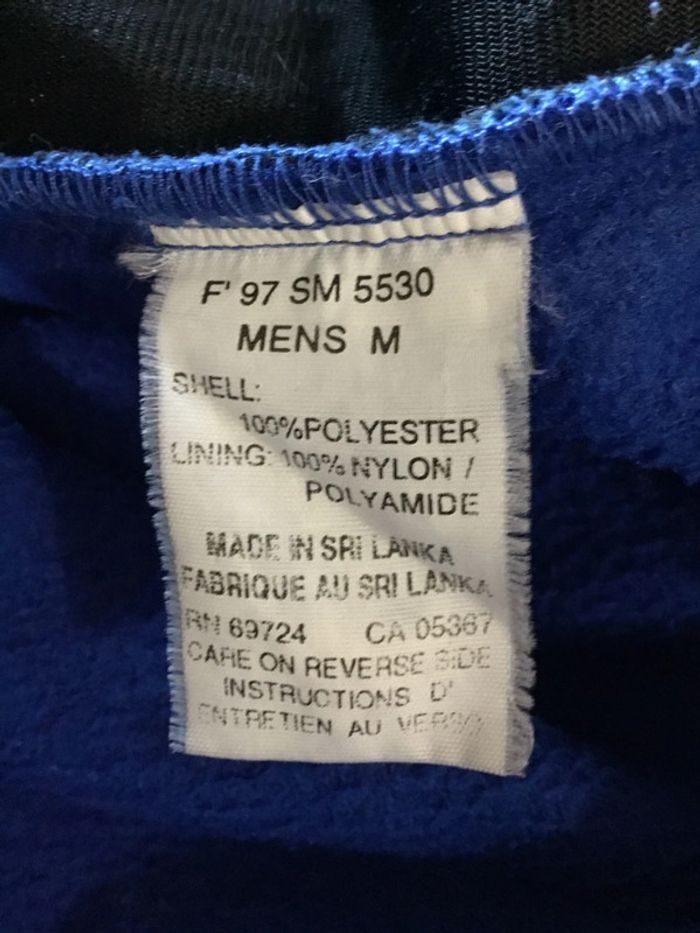 F' 97 SM 5530
MENS M
SHELL:
100%POLYESTER
LINING: 100% NYLON /
POLYAMIDE
MADE IN SRI LANKA
FABRIQUE AU SRI LANKA
RN 69724 CA 05367
CARE ON REVERSE SIDE
INSTRUCTIONS D'
ENTRETIEN AU VERSO